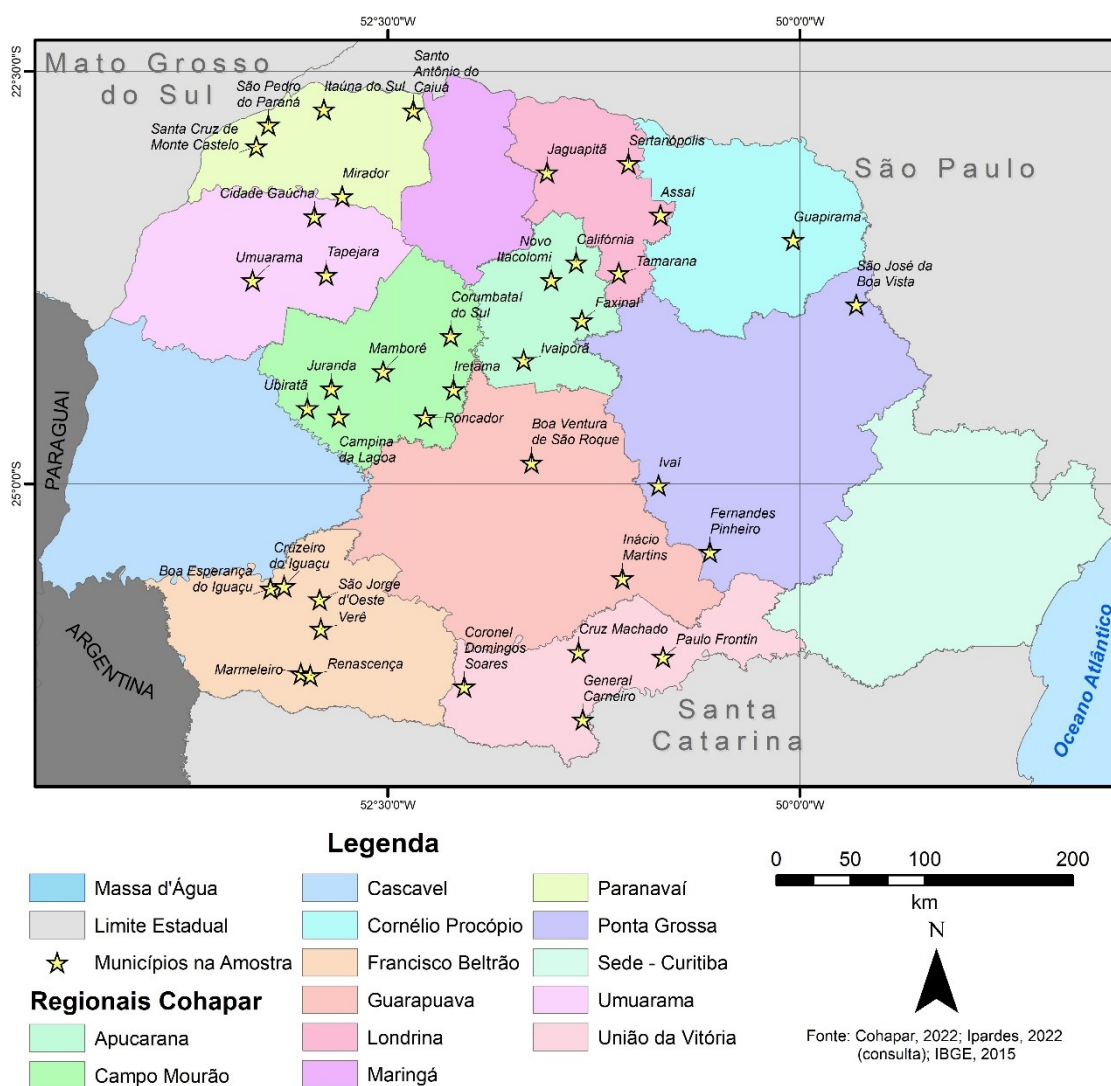 52°30'0"W
50°0'0"W
22°30'S
Mato Grosso
do Sul
São Pedro
do Paraná
Itaúna do Sul
Santo
Antônio do
Caiuá
Santa Cruz de
Monte Castelo
Mirador
Cidade Gaúcha
Umuarama
Tapejara
Jaguapitã
Sertanópolis
Assaí
São Paulo
Guapirama
São José da
Boa Vista
Novo
Itacolomi
Califórnia
Tamarana
Faxinal
Ivaiporã
Corumbataí
do Sul
Mamborê
Juranda
Iretama
Ubiratã
Roncador
Campina
da Lagoa
PARAGUAI
25°0'0"S
Boa Ventura
de São Roque
Ivaí
Fernandes
Pinheiro
Inácio
Martins
Cruzeiro
do Iguaçu
Boa Esperança
do Iguaçu
São Jorge
d'Oeste
Verê
Marmeleiro
Renascença
Coronel
Domingos
Soares
Cruz Machado
Paulo Frontin
General
Carneiro
ARGENTINA
Santa
Catarina
Oceano Atlântico
52°30'0"W
50°0'0"W
Legenda
Massa d'Água
Limite Estadual
Municípios na Amostra
Regionais Cohapar
Apucarana
Campo Mourão
Cascavel
Cornélio Procópio
Francisco Beltrão
Guarapuava
Londrina
Maringá
Paranavaí
Ponta Grossa
Sede - Curitiba
Umuarama
União da Vitória
0 50 100 200
km
N
Fonte: Cohapar, 2022; Ipardes, 2022
(consulta); IBGE, 2015